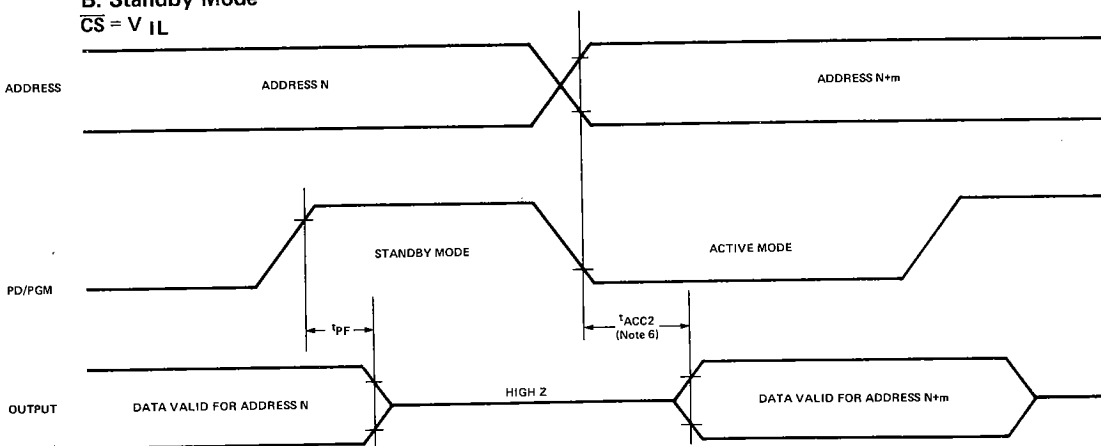 B. Standby Mode
CS = V IL
ADDRESS
ADDRESS N
ADDRESS N+m
PD/PGM
STANDBY MODE
ACTIVE MODE
tPF
tACC2
(Note 6)
OUTPUT
DATA VALID FOR ADDRESS N
HIGH Z
DATA VALID FOR ADDRESS N+m